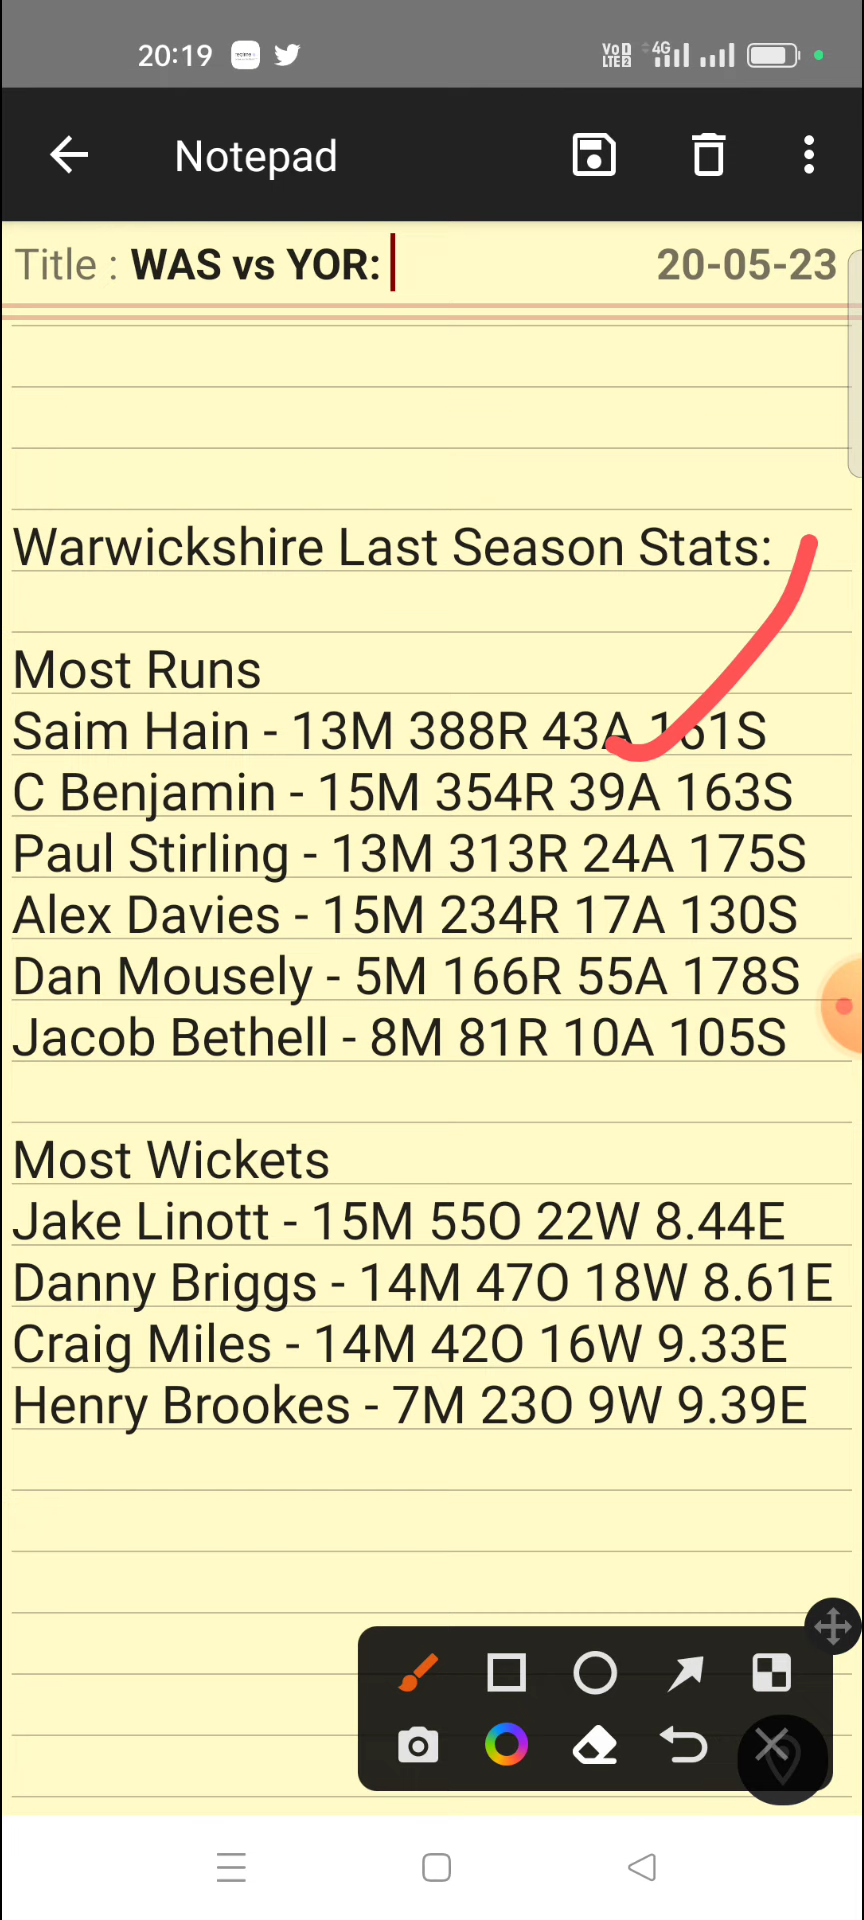 20:19 VoD LTE2 4G
Notepad
Title : WAS vs YOR: 20-05-23
Warwickshire Last Season Stats:
Most Runs
Saim Hain - 13M 388R 43A 161S
C Benjamin - 15M 354R 39A 163S
Paul Stirling - 13M 313R 24A 175S
Alex Davies - 15M 234R 17A 130S
Dan Mousely - 5M 166R 55A 178S
Jacob Bethell - 8M 81R 10A 105S
Most Wickets
Jake Linott - 15M 55O 22W 8.44E
Danny Briggs - 14M 47O 18W 8.61E
Craig Miles - 14M 42O 16W 9.33E
Henry Brookes - 7M 23O 9W 9.39E